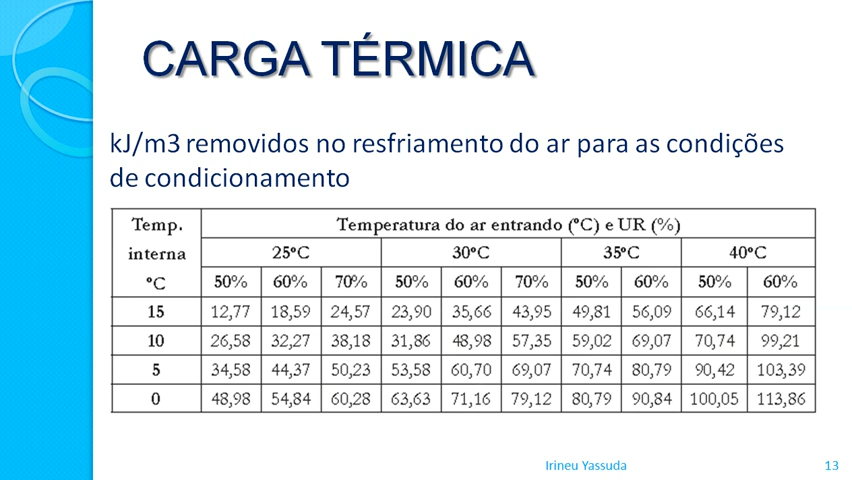 CARGA TÉRMICA
kJ/m3 removidos no resfriamento do ar para as condições
de condicionamento
Temp. interna ºC Temperatura do ar entrando (ºC) e UR (%)
25ºC 30ºC 35ºC 40ºC
50% 60% 70% 50% 60% 70% 50% 60% 50% 60%
15 12,77 18,59 24,57 23,90 35,66 43,95 49,81 56,09 66,14 79,12
10 26,58 32,27 38,18 31,86 48,98 57,35 59,02 69,07 70,74 99,21
5 34,58 44,37 50,23 53,58 60,70 69,07 70,74 80,79 90,42 103,39
0 48,98 54,84 60,28 63,63 71,16 79,12 80,79 90,84 100,05 113,86
Irineu Yassuda 13